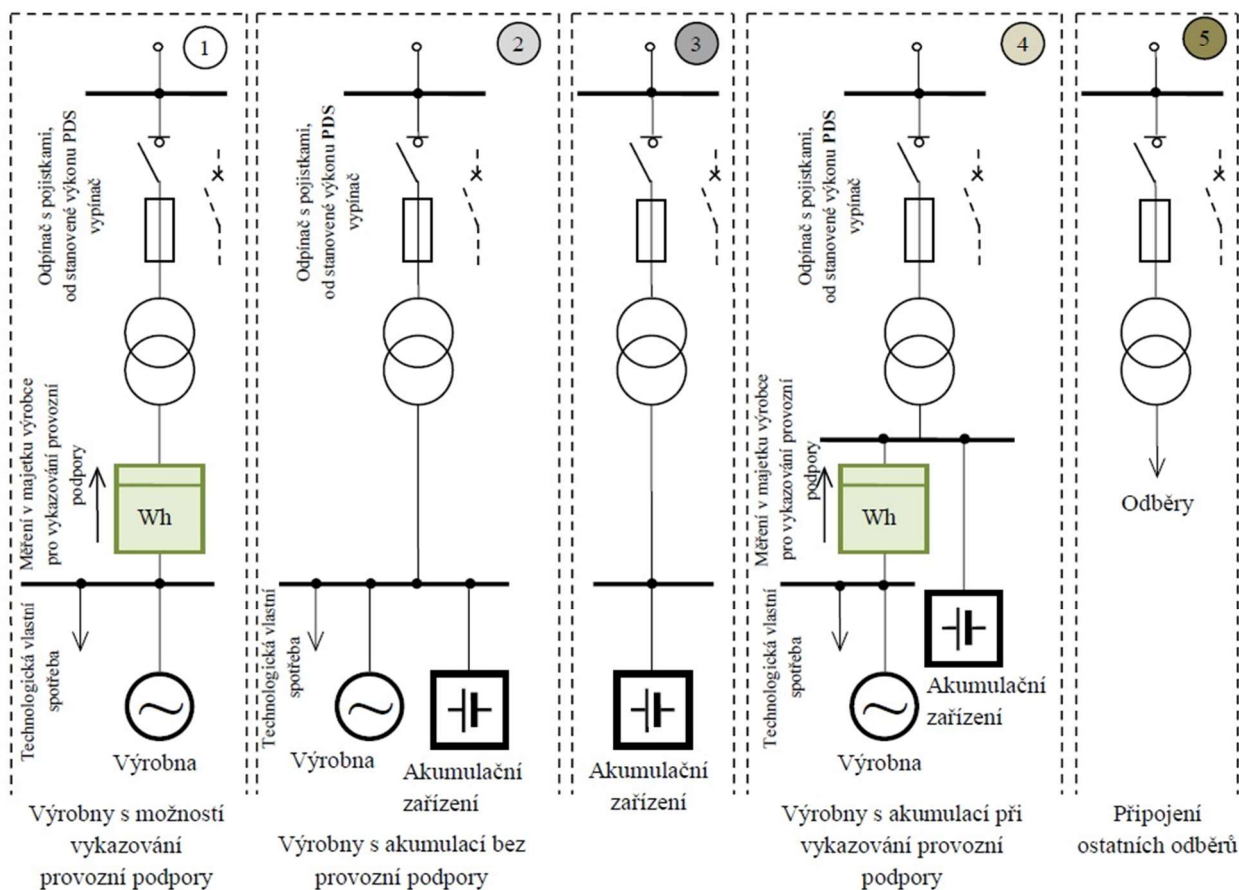 1
Odpínač s pojistkami,
od stanovené výkonu PDS
vypínač
Měření v majetku výrobce
pro vykazování provozní
podpory
Wh
Technologická vlastní
spotřeba
Výrobna
Výrobny s možností
vykazování
provozní podpory
2
Odpínač s pojistkami,
od stanovené výkonu PDS
vypínač
Technologická vlastní
spotřeba
Výrobna
Akumulační
zařízení
Výrobny s akumulací bez
provozní podpory
3
Akumulační
zařízení
4
Odpínač s pojistkami,
od stanovené výkonu PDS
vypínač
Měření v majetku výrobce
pro vykazování provozní
podpory
Wh
Technologická vlastní
spotřeba
Výrobna
Akumulační
zařízení
Výrobny s akumulací při
vykazování provozní
podpory
5
Odběry
Připojení
ostatních odběrů